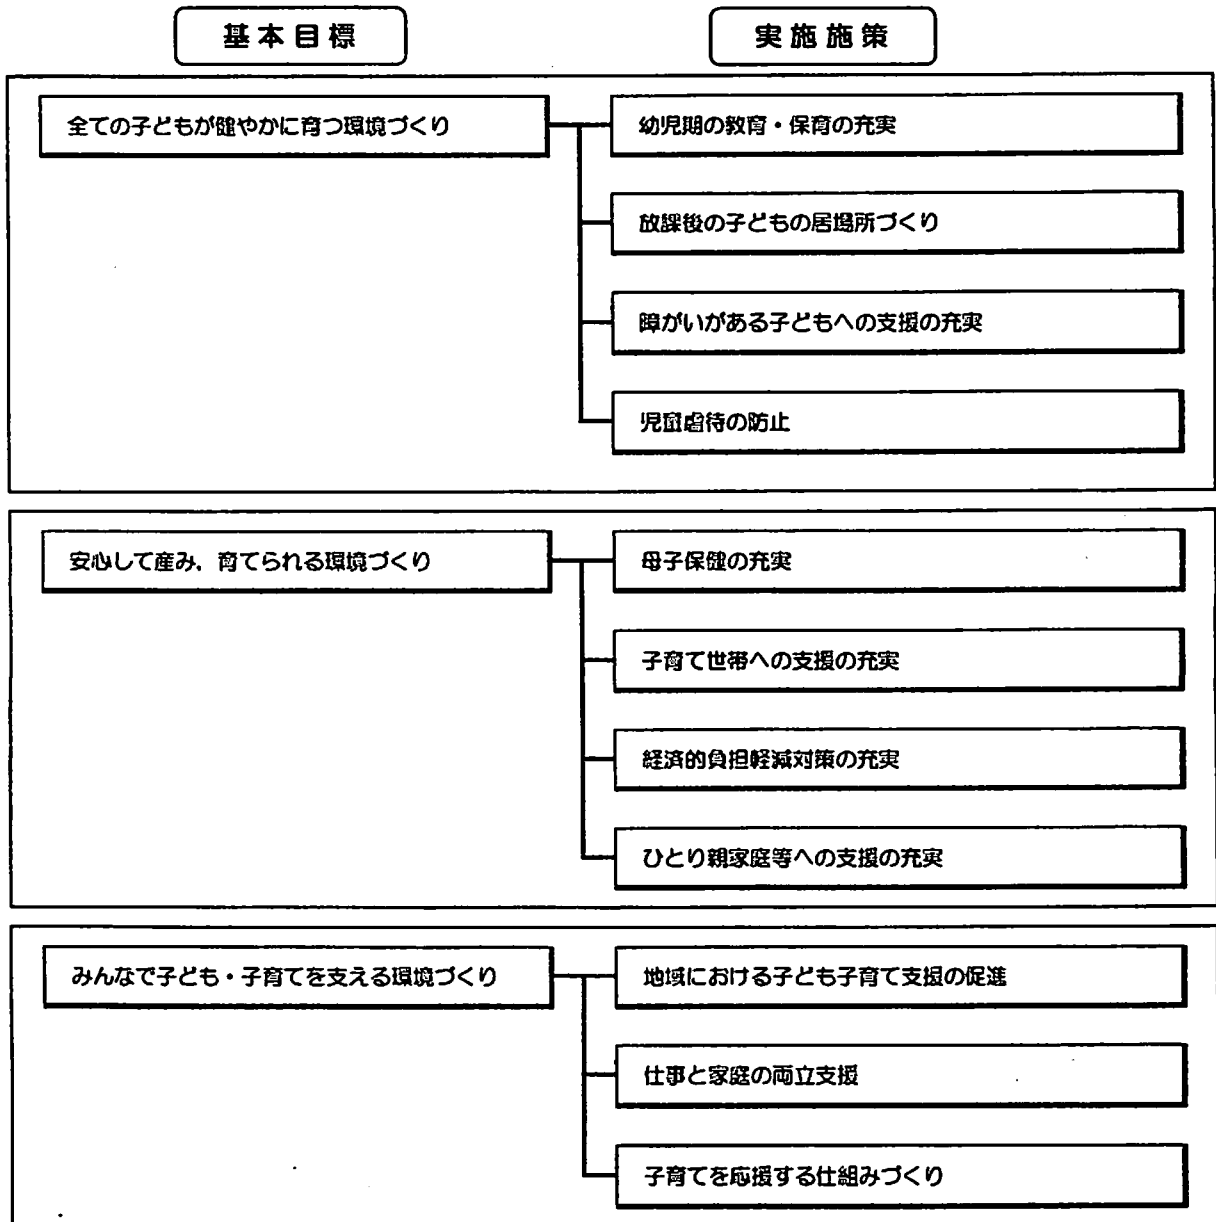 基本目標
実施施策
全ての子どもが健やかに育つ環境づくり
幼児期の教育・保育の充実
放課後の子どもの居場所づくり
障がいがある子どもへの支援の充実
児童虐待の防止
安心して産み，育てられる環境づくり
母子保健の充実
子育て世帯への支援の充実
経済的負担軽減対策の充実
ひとり親家庭等への支援の充実
みんなで子ども・子育てを支える環境づくり
地域における子ども子育て支援の促進
仕事と家庭の両立支援
子育てを応援する仕組みづくり